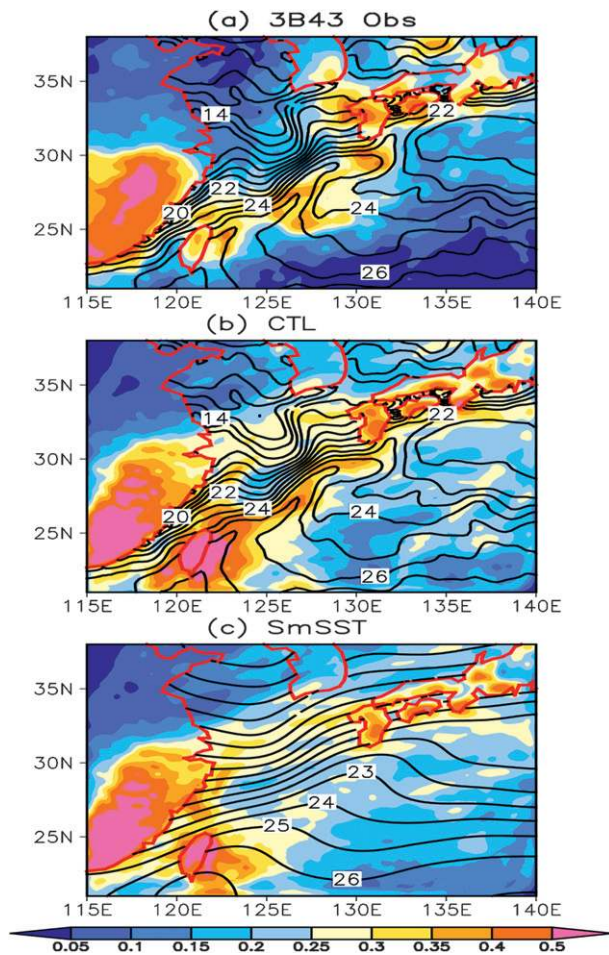 (a) 3B43 Obs
35N
30N
25N
14
22
22
24
20
24
26
115E 120E 125E 130E 135E 140E
(b) CTL
35N
30N
25N
14
22
22
24
20
24
26
115E 120E 125E 130E 135E 140E
(c) SmSST
35N
30N
25N
23
24
25
26
115E 120E 125E 130E 135E 140E
0.05 0.1 0.15 0.2 0.25 0.3 0.35 0.4 0.5